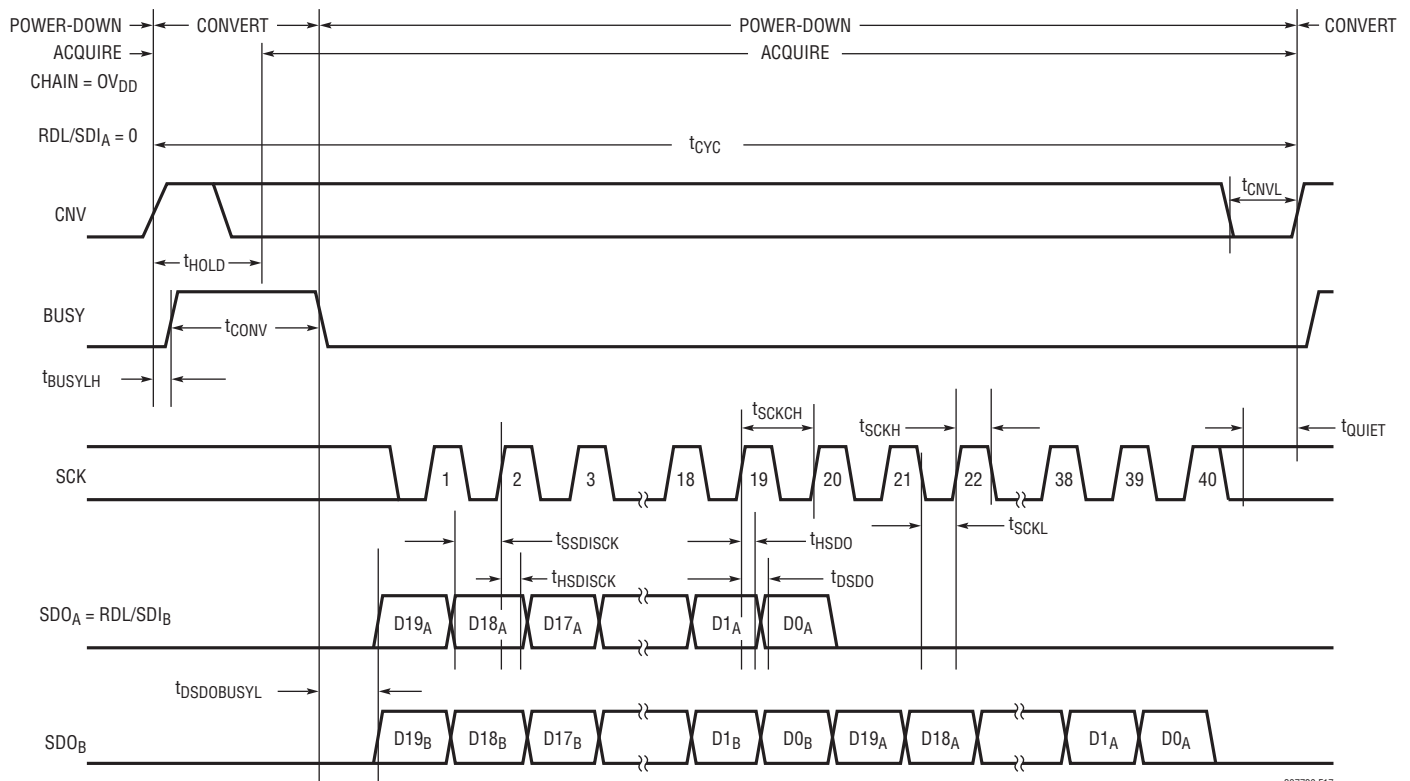 POWER-DOWN CONVERT POWER-DOWN CONVERT
ACQUIRE ACQUIRE
CHAIN = OVDD
RDL/SDIA = 0
tCYC
CNV
tCNVL
tHOLD
BUSY
tCONV
tBUSYLH
tSCKCH
tSCKH
tQUIET
SCK
1 2 3 18 19 20 21 22 38 39 40
tSSDISCK
tHSDO
tSCKL
tHSDISCK
tDSDO
SDOA = RDL/SDIB
D19A D18A D17A D1A D0A
tDSDOBUSYL
SDOB
D19B D18B D17B D1B D0B D19A D18A D1A D0A